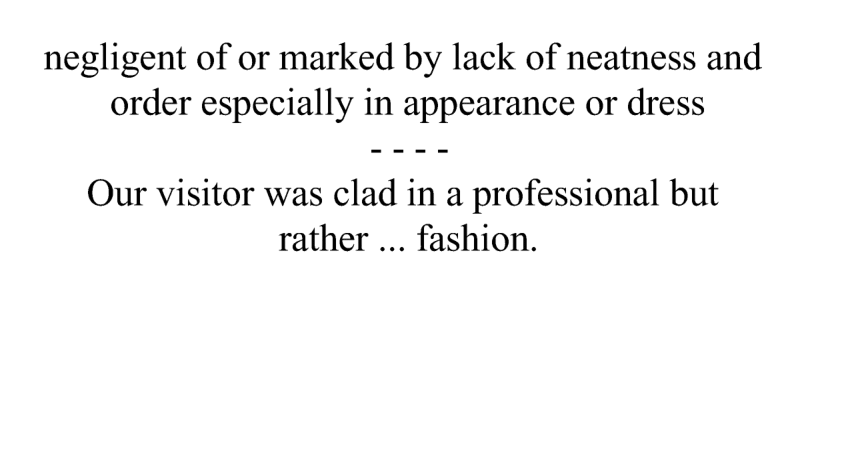 negligent of or marked by lack of neatness and
order especially in appearance or dress
- - - -
Our visitor was clad in a professional but
rather ... fashion.